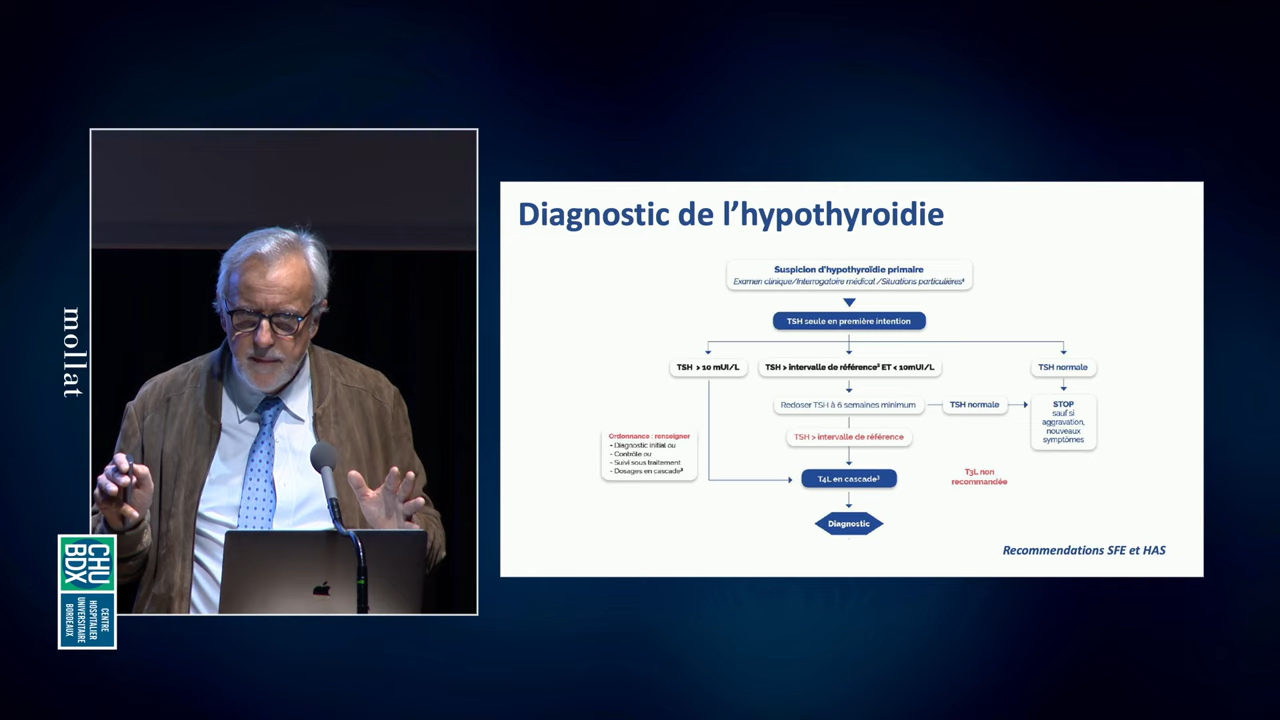 mollat
CHU
BDX
CENTRE
HOSPITALIER
UNIVERSITAIRE
BORDEAUX
Diagnostic de l'hypothyroidie
Suspicion d'hypothyroïdie primaire
Examen clinique/Interrogatoire médical /Situations particulières¹
TSH seule en première intention
TSH > 10 mUI/L
TSH > intervalle de référence² ET < 10mUI/L
TSH normale
Redoser TSH à 6 semaines minimum
TSH normale
STOP
sauf si
aggravation,
nouveaux
symptômes
Ordonnance : renseigner
- Diagnostic initial ou
- Contrôle ou
- Suivi sous traitement
- Dosages en cascade³
TSH > intervalle de référence
T4L en cascade³
T3L non
recommandée
Diagnostic
Recommendations SFE et HAS